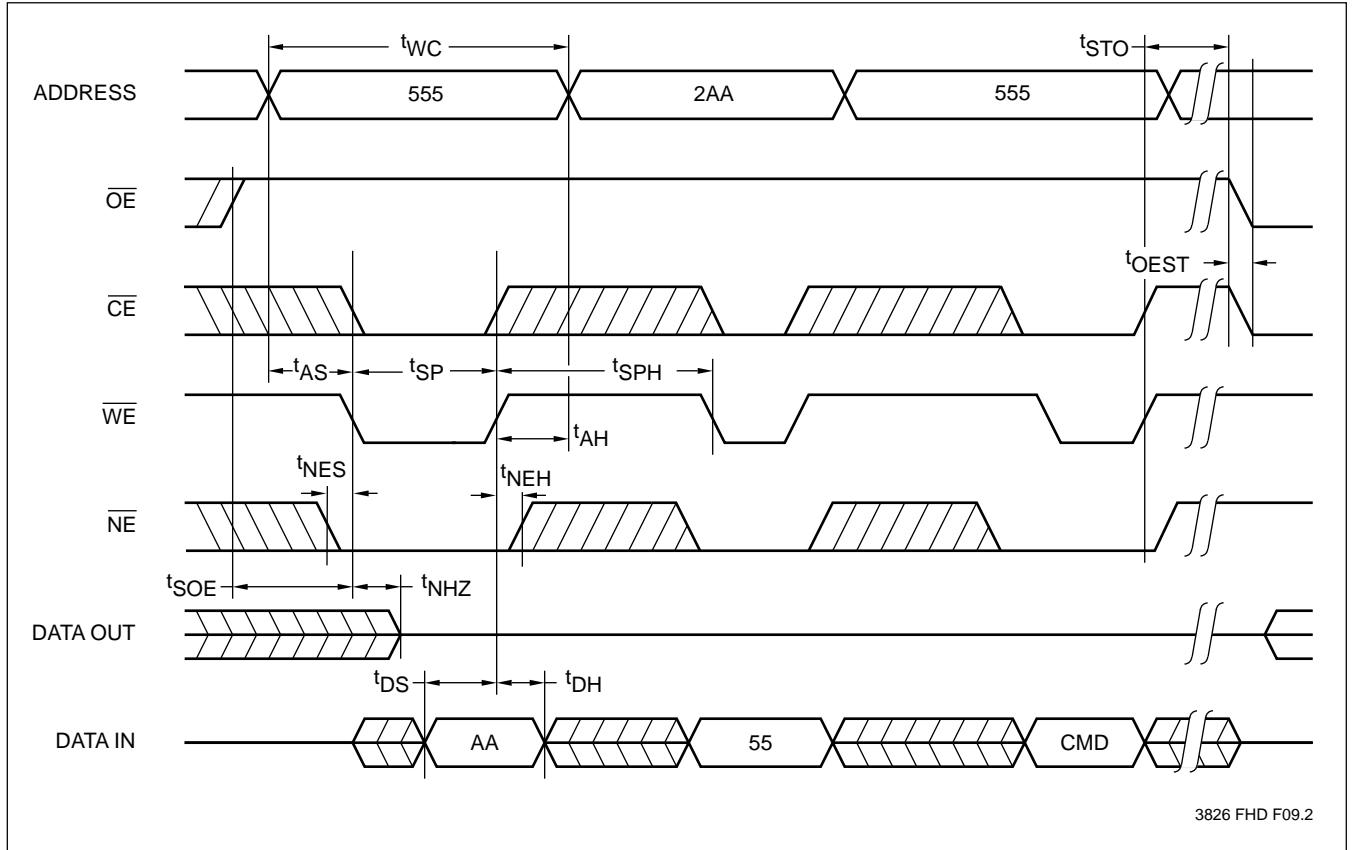 tWC
tSTO
ADDRESS
555
2AA
555
OE
tOEST
CE
tAS
tSP
tSPH
WE
tAH
tNES
tNEH
NE
tSOE
tNHZ
DATA OUT
tDS
tDH
DATA IN
AA
55
CMD
3826 FHD F09.2